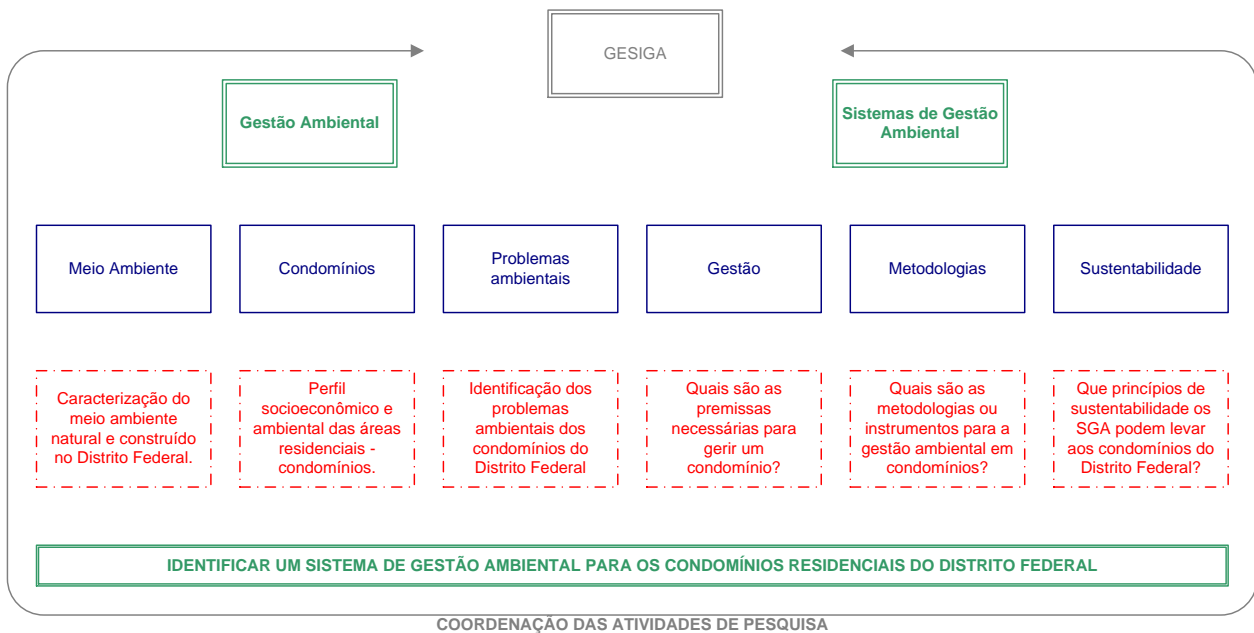 GESIGA
Gestão Ambiental
Sistemas de Gestão
Ambiental
Meio Ambiente
Condomínios
Problemas
ambientais
Gestão
Metodologias
Sustentabilidade
Caracterização do
meio ambiente
natural e construído
no Distrito Federal.
Perfil
socioeconômico e
ambiental das áreas
residenciais -
condomínios.
Identificação dos
problemas
ambientais dos
condomínios do
Distrito Federal
Quais são as
premissas
necessárias para
gerir um
condomínio?
Quais são as
metodologias ou
instrumentos para a
gestão ambiental em
condomínios?
Que princípios de
sustentabilidade os
SGA podem levar
aos condomínios do
Distrito Federal?
IDENTIFICAR UM SISTEMA DE GESTÃO AMBIENTAL PARA OS CONDOMÍNIOS RESIDENCIAIS DO DISTRITO FEDERAL
COORDENAÇÃO DAS ATIVIDADES DE PESQUISA